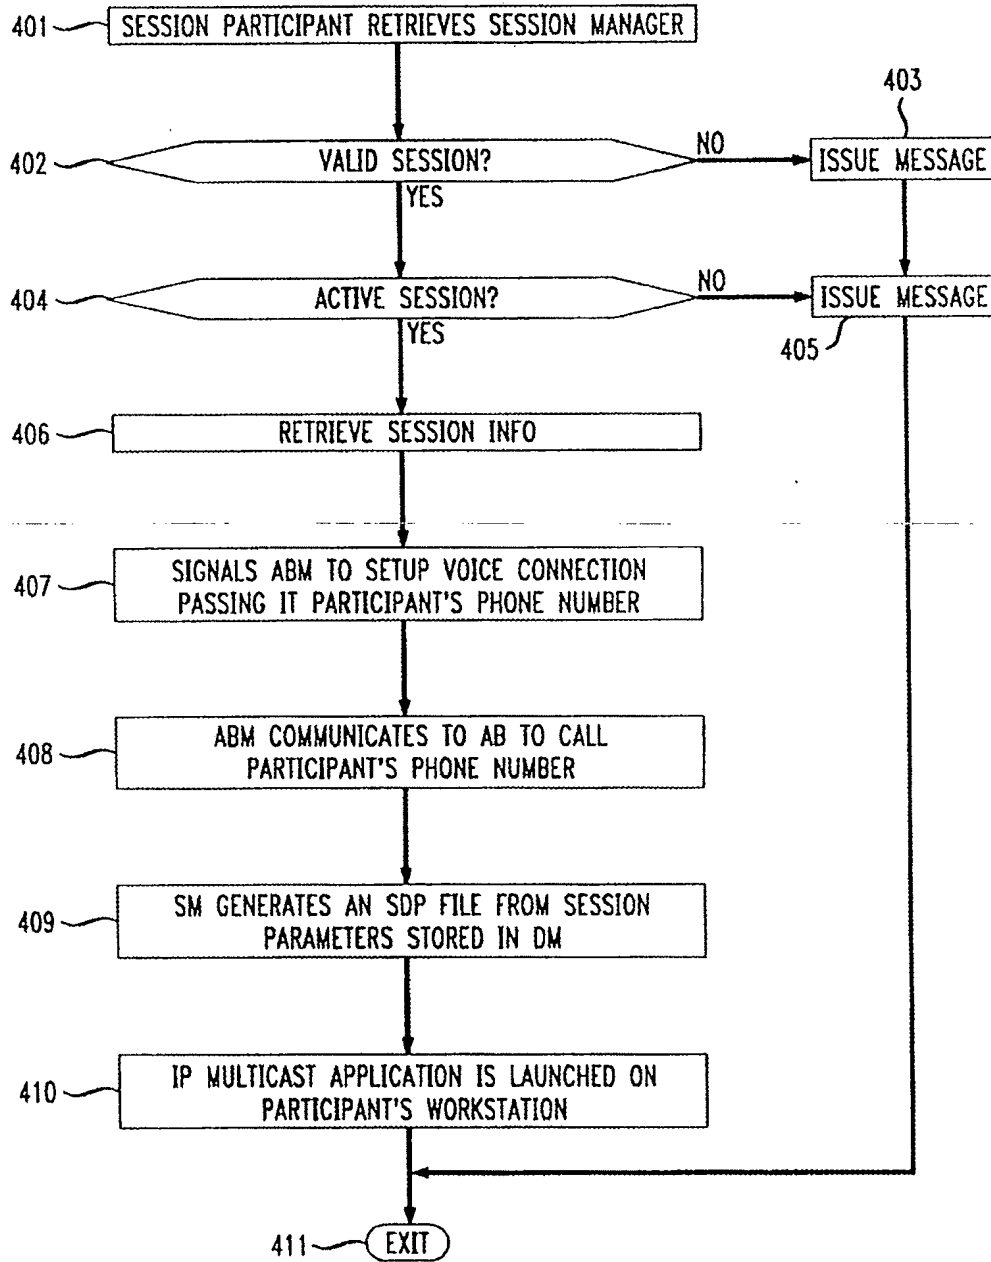 401 SESSION PARTICIPANT RETRIEVES SESSION MANAGER
403
402 VALID SESSION? NO ISSUE MESSAGE
YES
404 ACTIVE SESSION? NO ISSUE MESSAGE
YES
405
406 RETRIEVE SESSION INFO
407 SIGNALS ABM TO SETUP VOICE CONNECTION
PASSING IT PARTICIPANT'S PHONE NUMBER
408 ABM COMMUNICATES TO AB TO CALL
PARTICIPANT'S PHONE NUMBER
409 SM GENERATES AN SDP FILE FROM SESSION
PARAMETERS STORED IN DM
410 IP MULTICAST APPLICATION IS LAUNCHED ON
PARTICIPANT'S WORKSTATION
411 EXIT